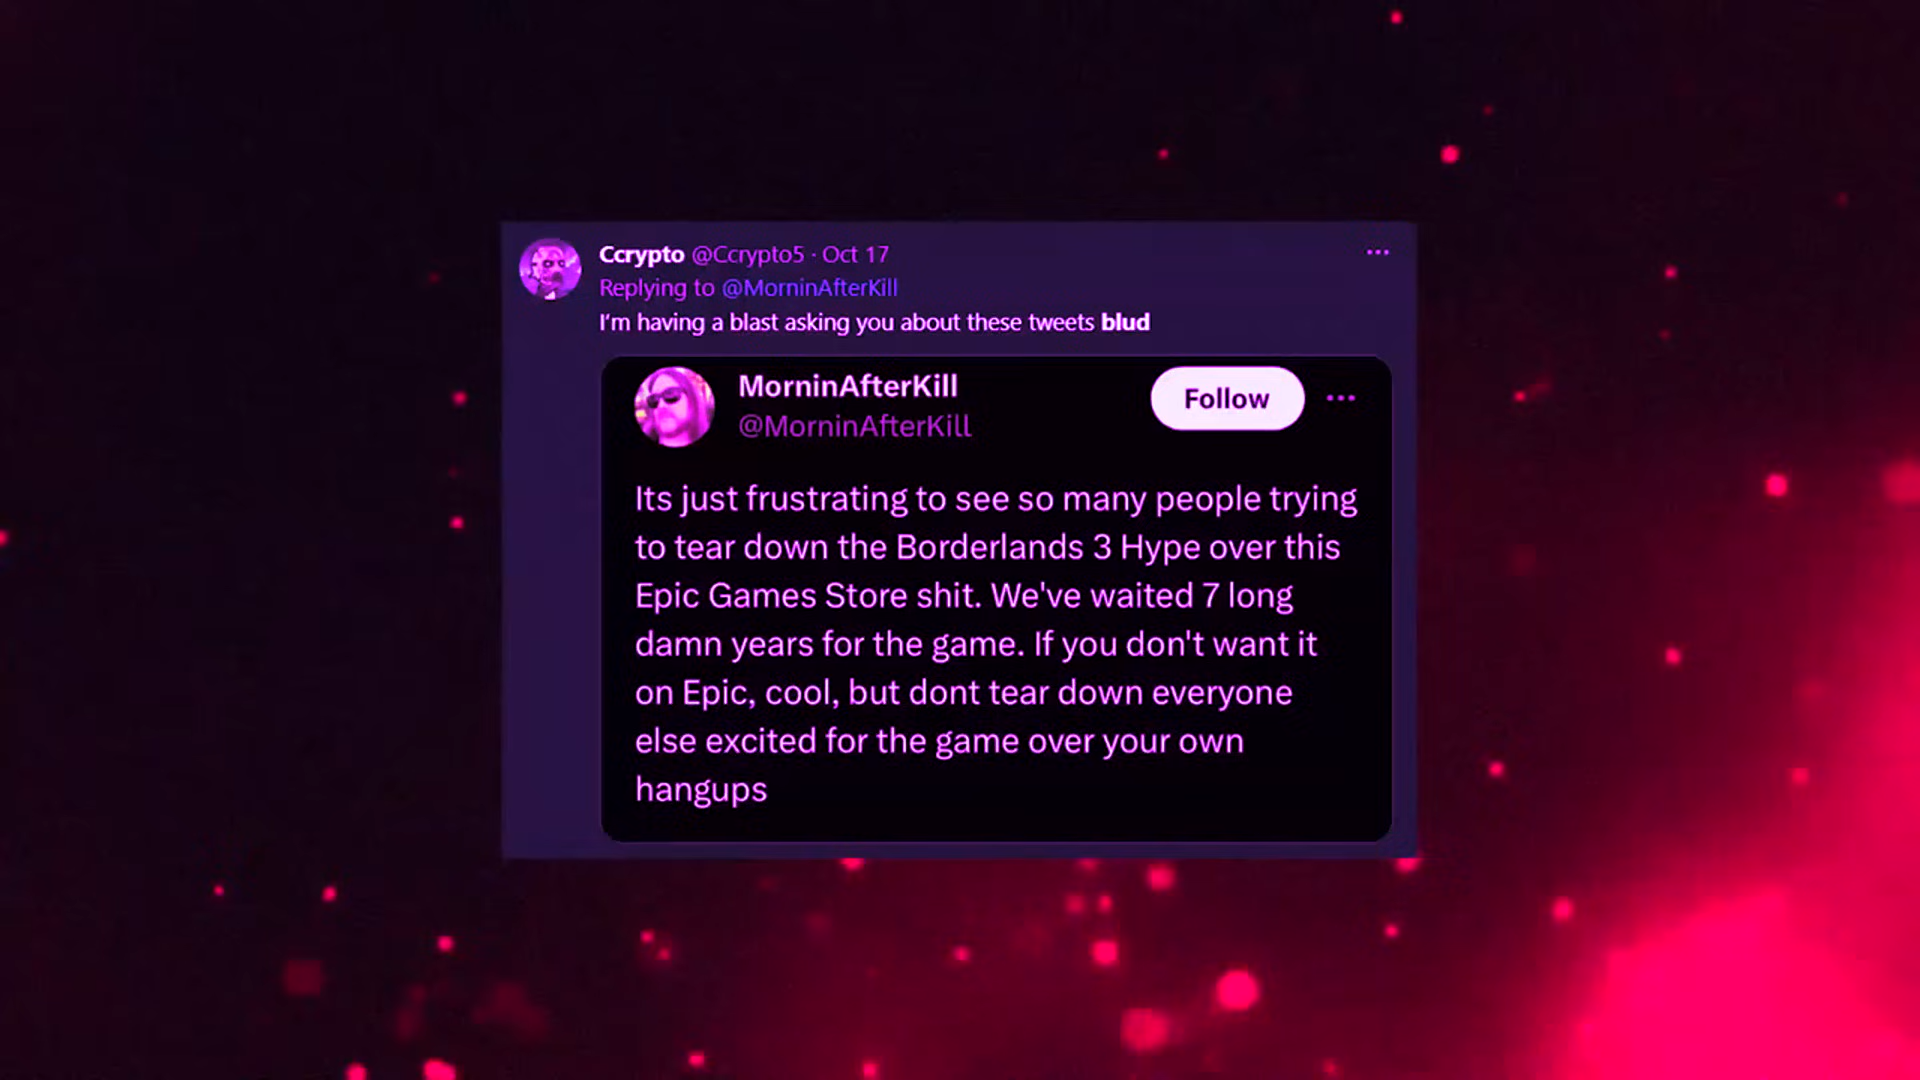 Ccrypto @Ccrypto5 · Oct 17
Replying to @MorninAfterKill
I'm having a blast asking you about these tweets blud
MorninAfterKill
@MorninAfterKill
Follow
Its just frustrating to see so many people trying
to tear down the Borderlands 3 Hype over this
Epic Games Store shit. We've waited 7 long
damn years for the game. If you don't want it
on Epic, cool, but dont tear down everyone
else excited for the game over your own
hangups